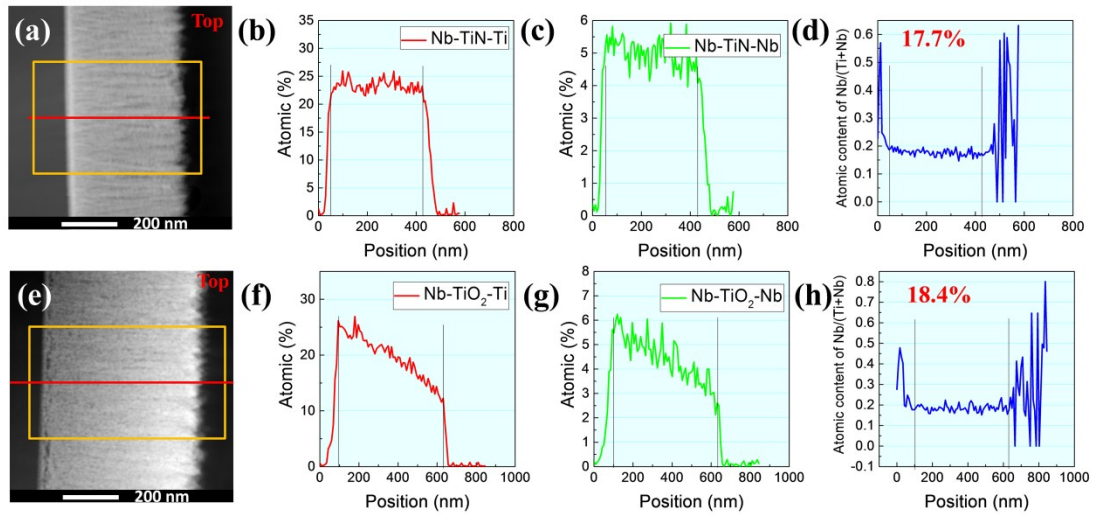 (a)
Top
200 nm
(b)
Nb-TiN-Ti
Atomic (%)
35
30
25
20
15
10
5
0
0 200 400 600 800
Position (nm)
(c)
Nb-TiN-Nb
Atomic (%)
6
5
4
3
2
1
0
0 200 400 600 800
Position (nm)
(d)
17.7%
Atomic content of Nb/(Ti+Nb)
0.6
0.5
0.4
0.3
0.2
0.1
0.0
0 200 400 600 800
Position (nm)
(e)
Top
200 nm
(f)
Nb-TiO₂-Ti
Atomic (%)
30
20
10
0
0 200 400 600 800 1000
Position (nm)
(g)
Nb-TiO₂-Nb
Atomic (%)
8
7
6
5
4
3
2
1
0
0 200 400 600 800 1000
Position (nm)
(h)
18.4%
Atomic content of Nb/(Ti+Nb)
0.8
0.7
0.6
0.5
0.4
0.3
0.2
0.1
0.0
-0.1
0 200 400 600 800 1000
Position (nm)